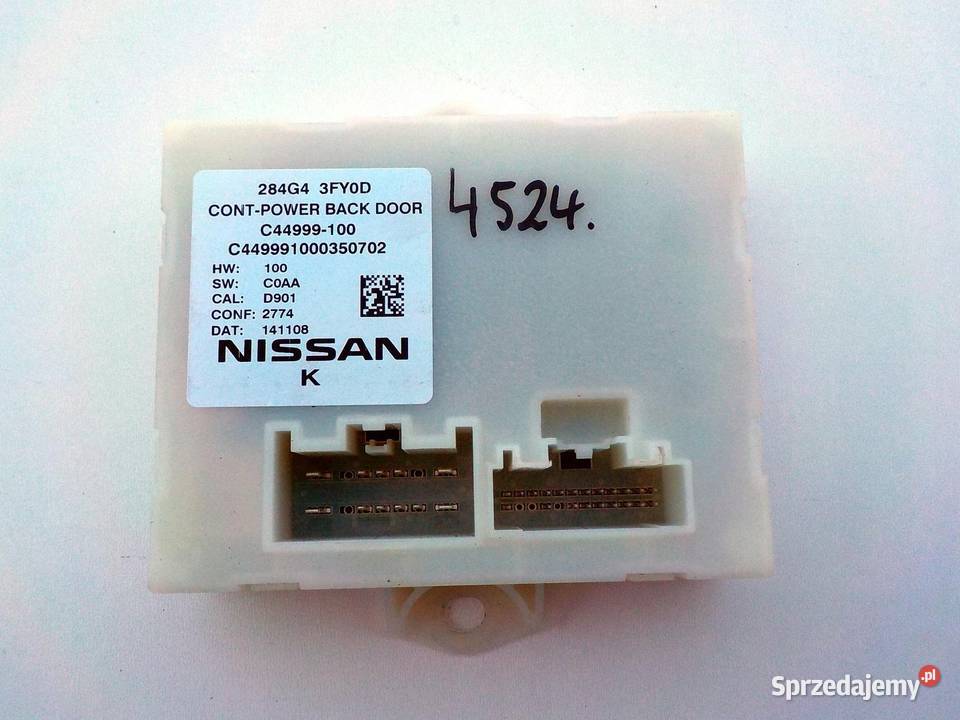 284G4 3FY0D
CONT-POWER BACK DOOR
C44999-100
C449991000350702
HW: 100
SW: C0AA
CAL: D901
CONF: 2774
DAT: 141108
NISSAN
K
4524.
Sprzedajemy.pl